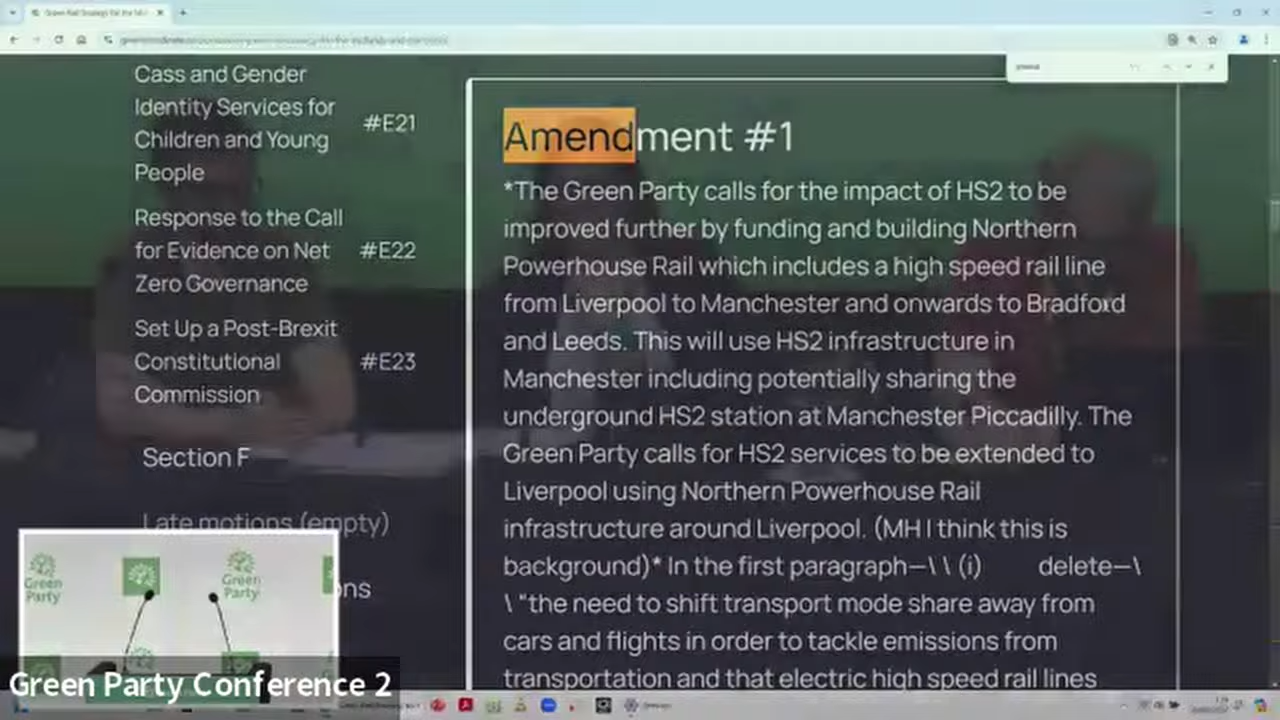 Cass and Gender
Identity Services for
Children and Young
People
#E21
Response to the Call
for Evidence on Net
Zero Governance
#E22
Set Up a Post-Brexit
Constitutional
Commission
#E23
Section F
Late motions (empty)
ons
Amendment #1
*The Green Party calls for the impact of HS2 to be
improved further by funding and building Northern
Powerhouse Rail which includes a high speed rail line
from Liverpool to Manchester and onwards to Bradford
and Leeds. This will use HS2 infrastructure in
Manchester including potentially sharing the
underground HS2 station at Manchester Piccadilly. The
Green Party calls for HS2 services to be extended to
Liverpool using Northern Powerhouse Rail
infrastructure around Liverpool. (MH I think this is
background)* In the first paragraph—\ \ (i) delete—\
\ “the need to shift transport mode share away from
cars and flights in order to tackle emissions from
transportation and that electric high speed rail lines
Green
Party
Green
Party
Green Party Conference 2